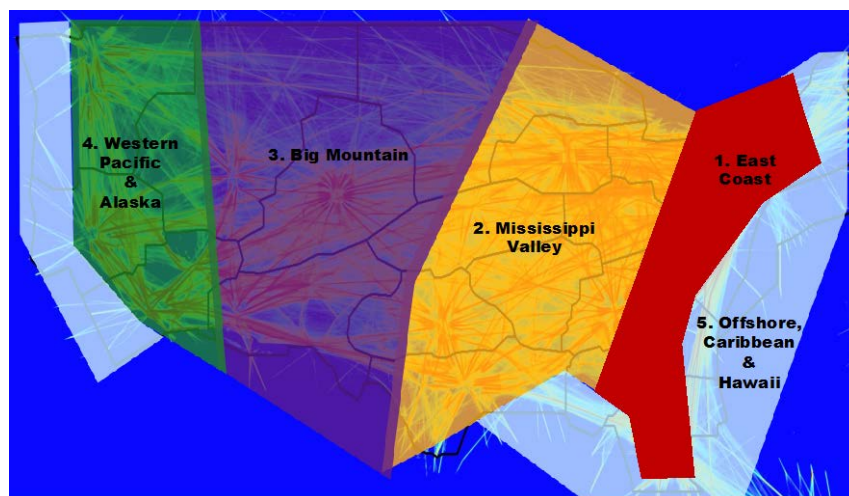 4. Western
Pacific
&
Alaska
3. Big Mountain
2. Mississippi
Valley
1. East
Coast
5. Offshore,
Caribbean
&
Hawaii